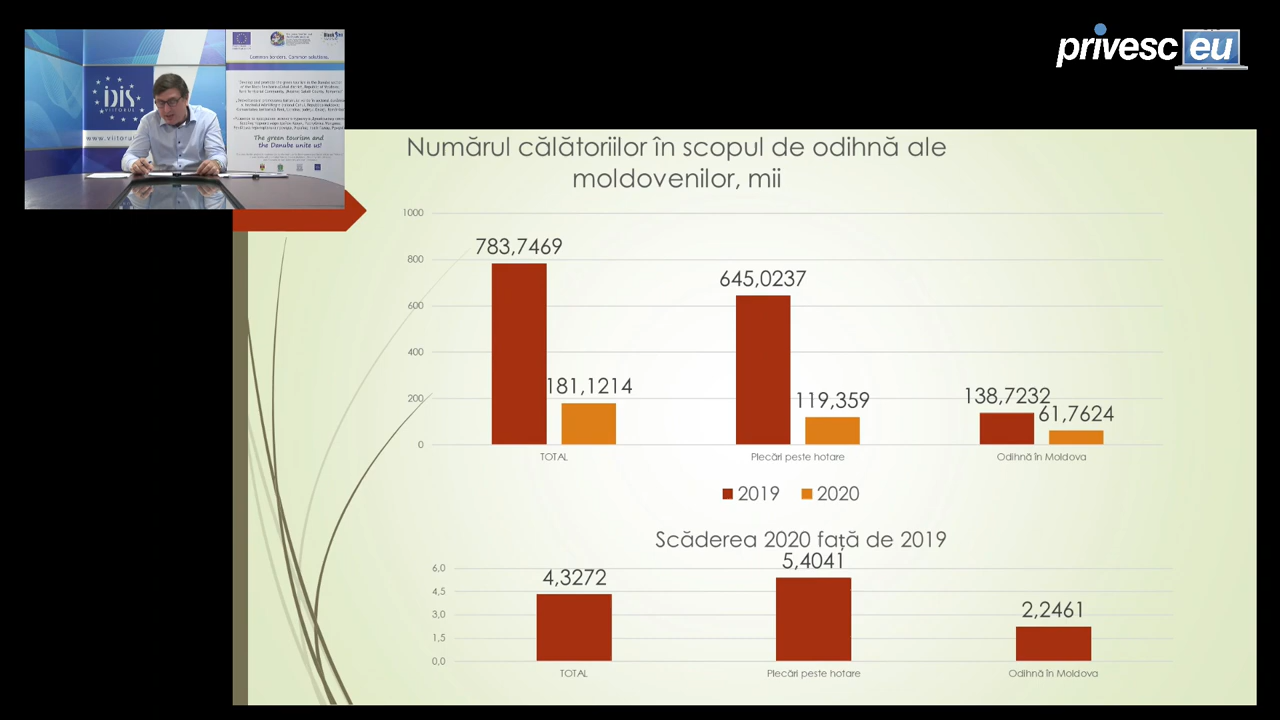 privesc eu
IDIS
VIITORUL
Common borders. Common solutions.
The green tourism and
the Danube unite us!
Numărul călătoriilor în scopul de odihnă ale
moldovenilor, mii
1000
800
600
400
200
0
783,7469
181,1214
645,0237
119,359
138,7232
61,7624
TOTAL
Plecări peste hotare
Odihnă în Moldova
2019
2020
Scăderea 2020 față de 2019
6,0
4,5
3,0
1,5
0,0
4,3272
5,4041
2,2461
TOTAL
Plecări peste hotare
Odihnă în Moldova